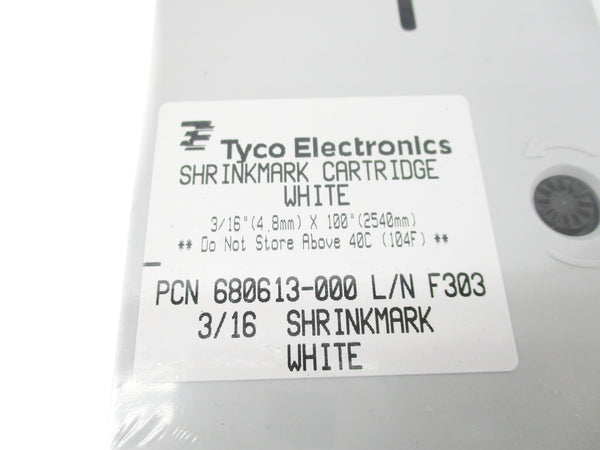 Tyco Electronics
SHRINKMARK CARTRIDGE
WHITE
3/16"(4.8mm) X 100"(2540mm)
** Do Not Store Above 40C (104F) **
PCN 680613-000 L/N F303
3/16 SHRINKMARK
WHITE